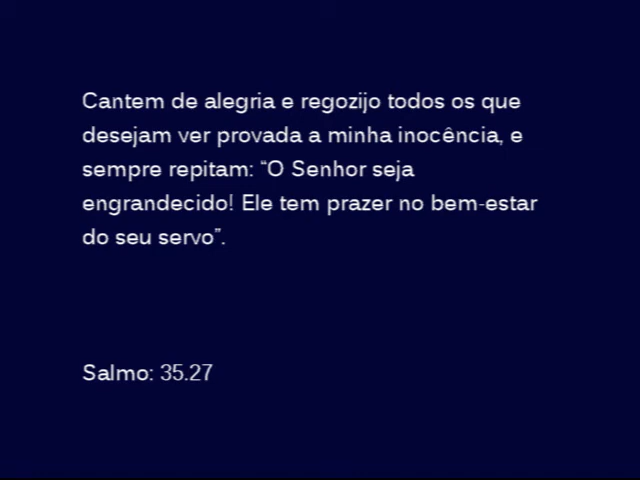 Cantem de alegria e regozijo todos os que
desejam ver provada a minha inocência, e
sempre repitam: “O Senhor seja
engrandecido! Ele tem prazer no bem-estar
do seu servo”.
Salmo: 35.27